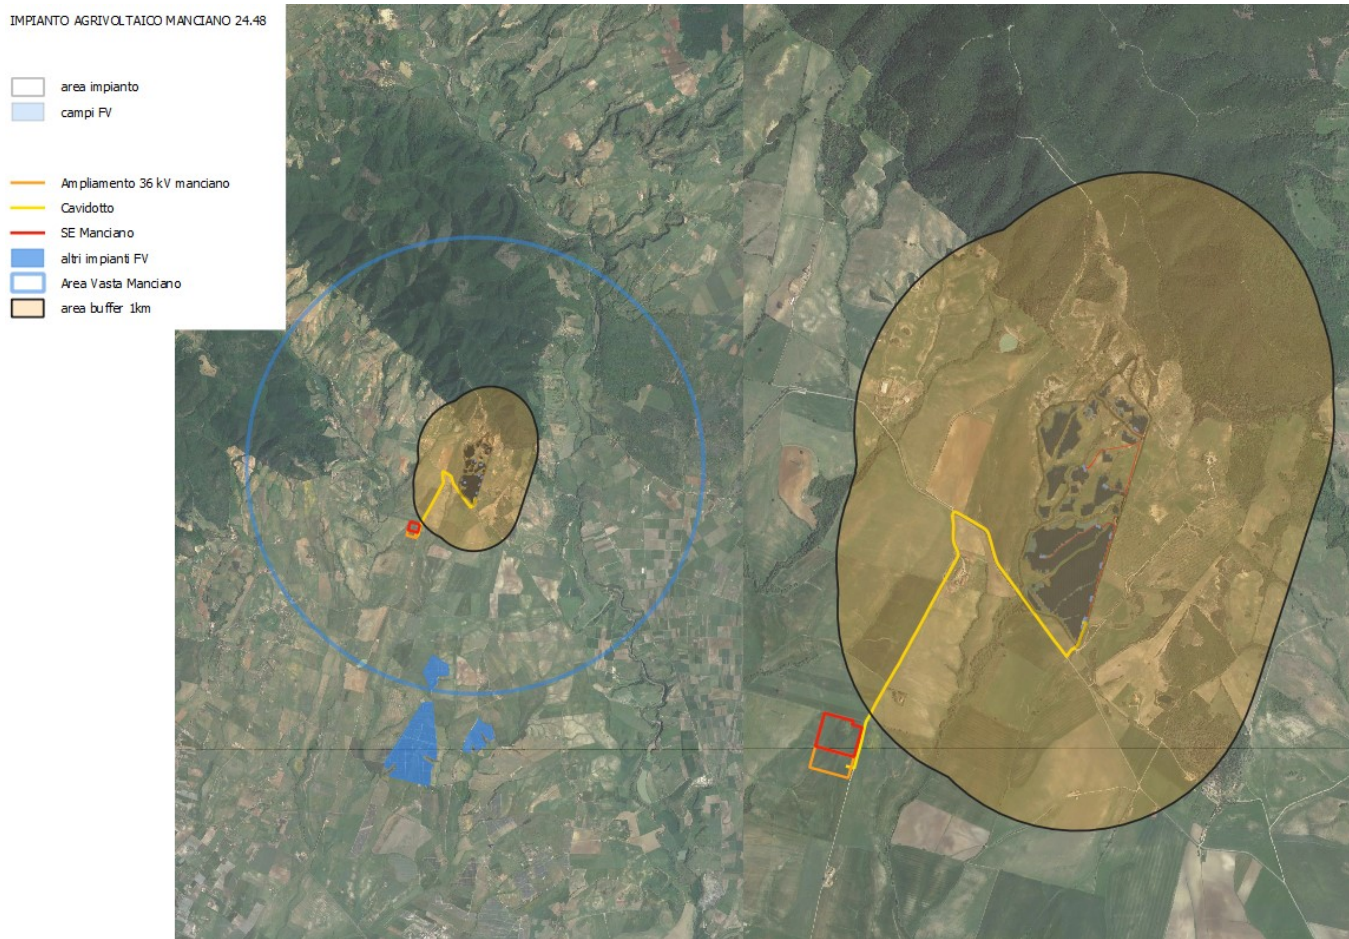 IMPIANTO AGRIVOLTAICO MANCIANO 24.48
area impianto
campi FV
Ampliamento 36 kV manciano
Cavidotto
SE Manciano
altri impianti FV
Area Vasta Manciano
area buffer 1km